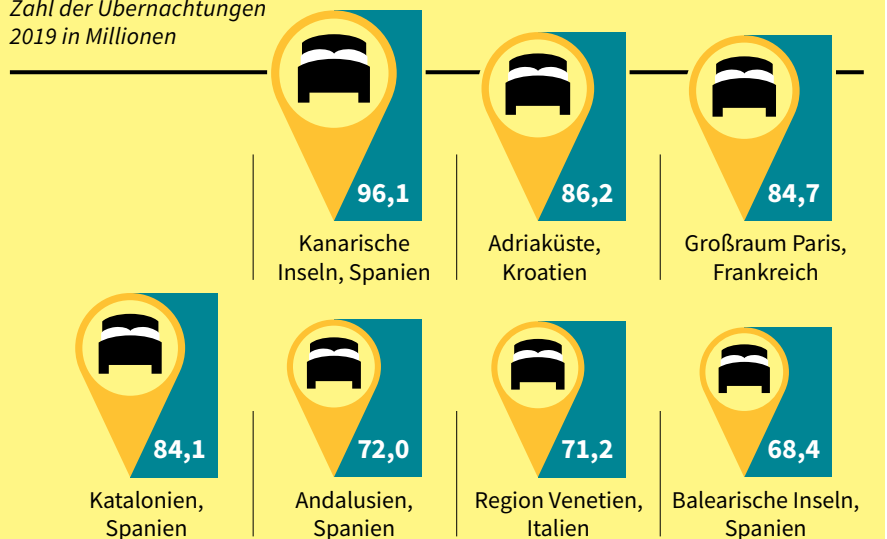 Zahl der Übernachtungen
2019 in Millionen
96,1
Kanarische
Inseln, Spanien
86,2
Adriaküste,
Kroatien
84,7
Großraum Paris,
Frankreich
84,1
Katalonien,
Spanien
72,0
Andalusien,
Spanien
71,2
Region Venetien,
Italien
68,4
Balearische Inseln,
Spanien